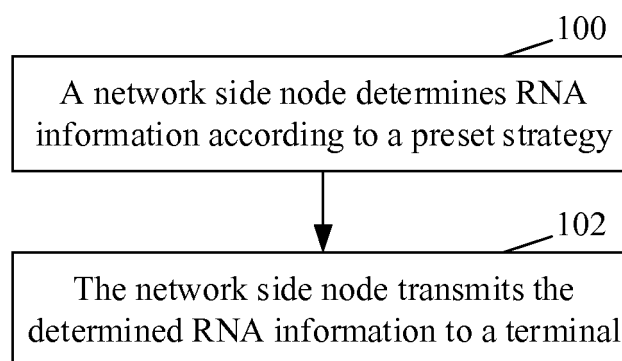 100
A network side node determines RNA
information according to a preset strategy
102
The network side node transmits the
determined RNA information to a terminal